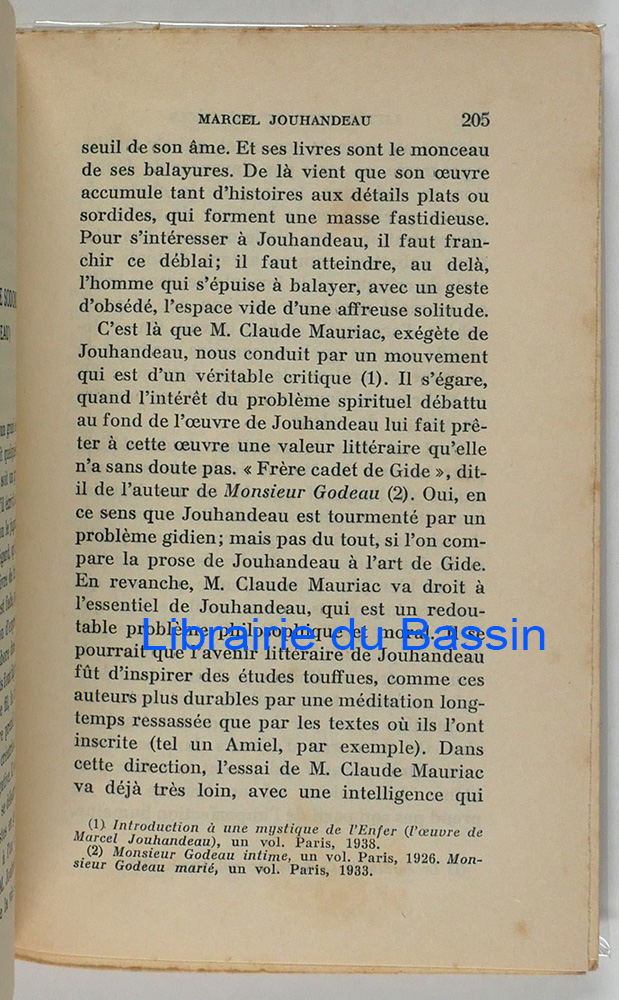 MARCEL JOUHANDEAU 205
seuil de son âme. Et ses livres sont le monceau
de ses balayures. De là vient que son œuvre
accumule tant d'histoires aux détails plats ou
sordides, qui forment une masse fastidieuse.
Pour s'intéresser à Jouhandeau, il faut fran-
chir ce déblai; il faut atteindre, au delà,
l'homme qui s'épuise à balayer, avec un geste
d'obsédé, l'espace vide d'une affreuse solitude.
C'est là que M. Claude Mauriac, exégète de
Jouhandeau, nous conduit par un mouvement
qui est d'un véritable critique (1). Il s'égare,
quand l'intérêt du problème spirituel débattu
au fond de l'œuvre de Jouhandeau lui fait prê-
ter à cette œuvre une valeur littéraire qu'elle
n'a sans doute pas. « Frère cadet de Gide », dit-
il de l'auteur de Monsieur Godeau (2). Oui, en
ce sens que Jouhandeau est tourmenté par un
problème gidien; mais pas du tout, si l'on com-
pare la prose de Jouhandeau à l'art de Gide.
En revanche, M. Claude Mauriac va droit à
l'essentiel de Jouhandeau, qui est un redou-
table problème philosophique et moral. Il se
Librairie du Bassin
pourrait que l'avenir littéraire de Jouhandeau
fût d'inspirer des études touffues, comme ces
auteurs plus durables par une méditation long-
temps ressassée que par les textes où ils l'ont
inscrite (tel un Amiel, par exemple). Dans
cette direction, l'essai de M. Claude Mauriac
va déjà très loin, avec une intelligence qui
(1) Introduction à une mystique de l'Enfer (l'œuvre de
Marcel Jouhandeau), un vol. Paris, 1938.
(2) Monsieur Godeau intime, un vol. Paris, 1926. Mon-
sieur Godeau marié, un vol. Paris, 1933.